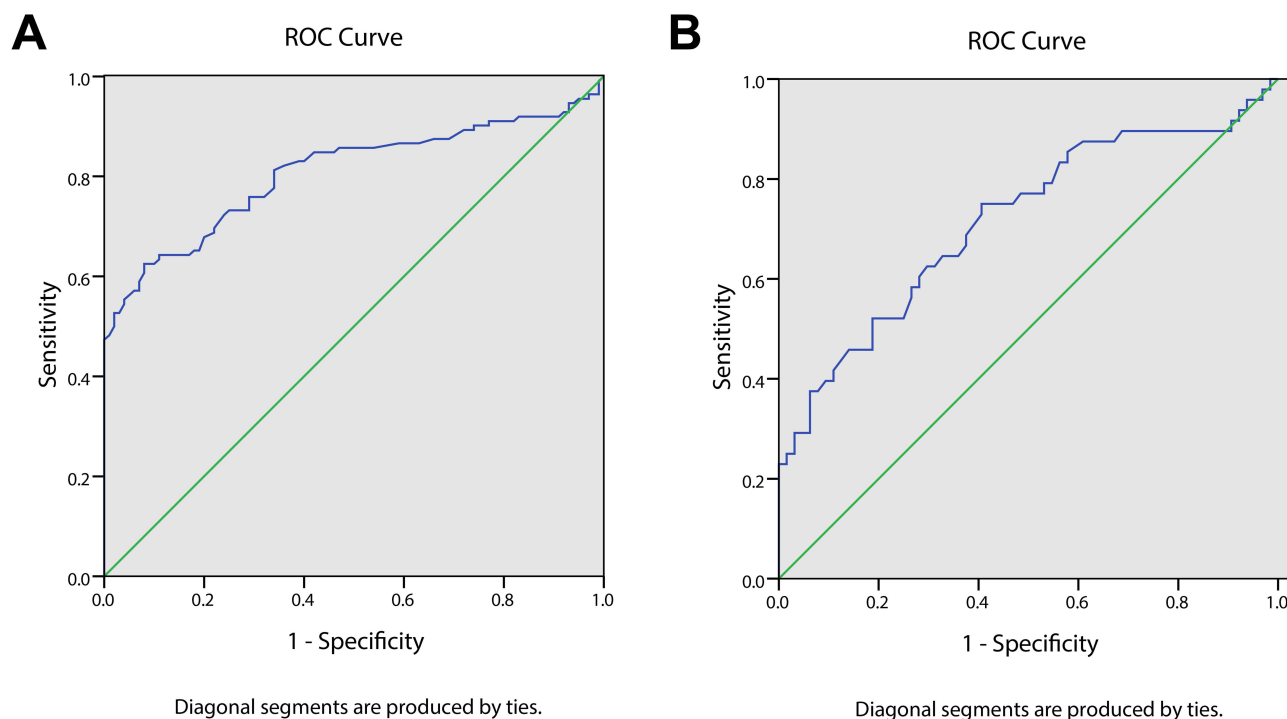 A
ROC Curve
1.0
0.8
0.6
0.4
0.2
0.0
Sensitivity
0.0 0.2 0.4 0.6 0.8 1.0
1 - Specificity
Diagonal segments are produced by ties.
B
ROC Curve
1.0
0.8
0.6
0.4
0.2
0.0
Sensitivity
0.0 0.2 0.4 0.6 0.8 1.0
1 - Specificity
Diagonal segments are produced by ties.